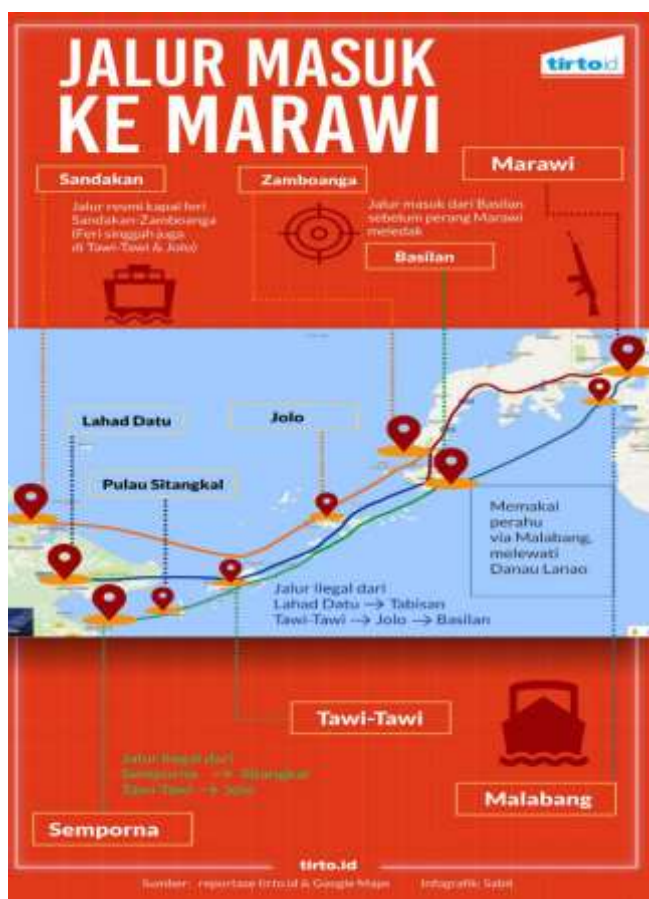 JALUR MASUK
KE MARAWI
tirto.id
Sandakan
Jalur resmi kapal feri
Sandakan-Zamboanga
(Feri singgah juga
di Tawi-Tawi & Jolo)
Zamboanga
Jalur masuk dari Basilan
sebelum perang Marawi
meledak
Basilan
Marawi
Lahad Datu
Jolo
Pulau Sitangkal
Memakai
perahu
via Malabang,
melewati
Danau Lanao
Jalur ilegal dari
Lahad Datu --> Tabisan
Tawi-Tawi --> Jolo --> Basilan
Tawi-Tawi
Jalur ilegal dari
Semporna --> Sitangkal
Tawi-Tawi --> Jolo
Semporna
Malabang
tirto.id
Sumber: reportase tirto.id & Google Maps
Infografik: Sabit